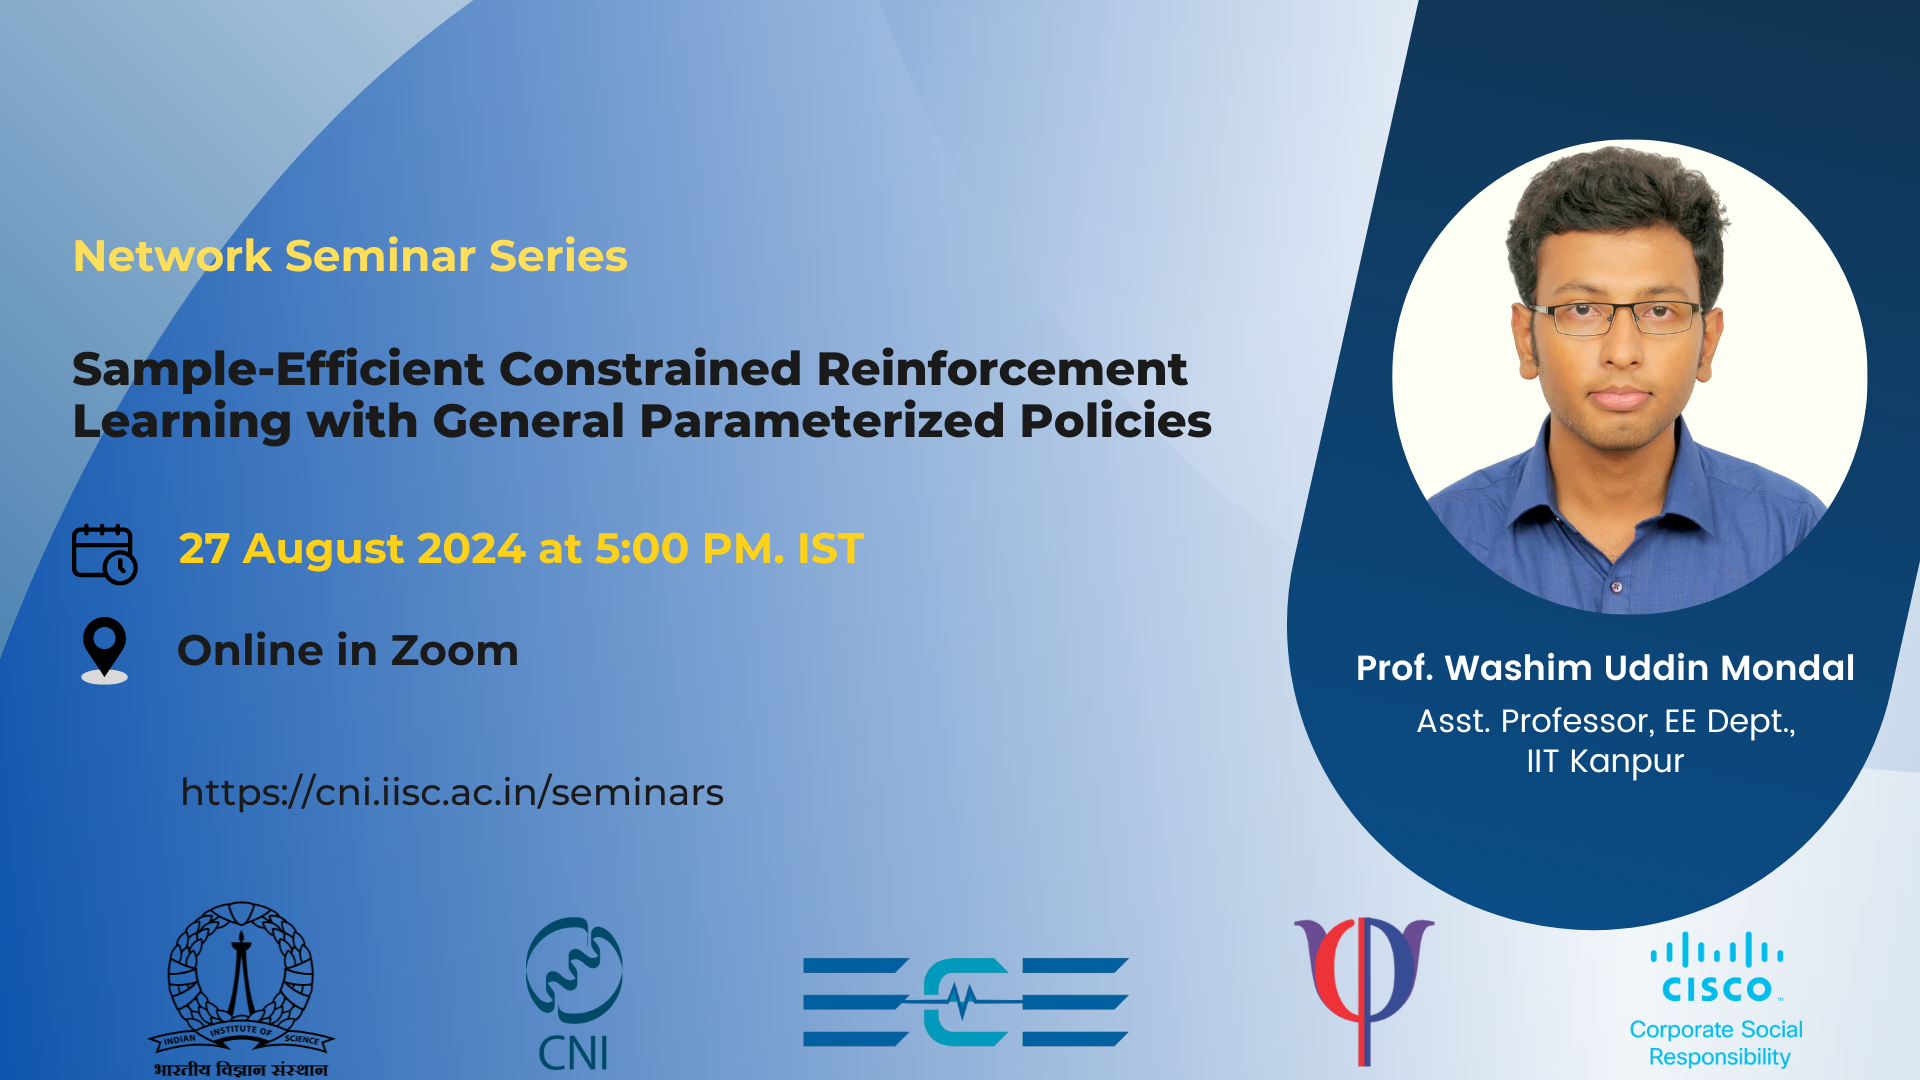 Network Seminar Series
Sample-Efficient Constrained Reinforcement
Learning with General Parameterized Policies
27 August 2024 at 5:00 PM. IST
Online in Zoom
https://cni.iisc.ac.in/seminars
Prof. Washim Uddin Mondal
Asst. Professor, EE Dept.,
IIT Kanpur
INDIAN INSTITUTE OF SCIENCE
भारतीय विज्ञान संस्थान
CNI
ECE
CISCO
Corporate Social
Responsibility